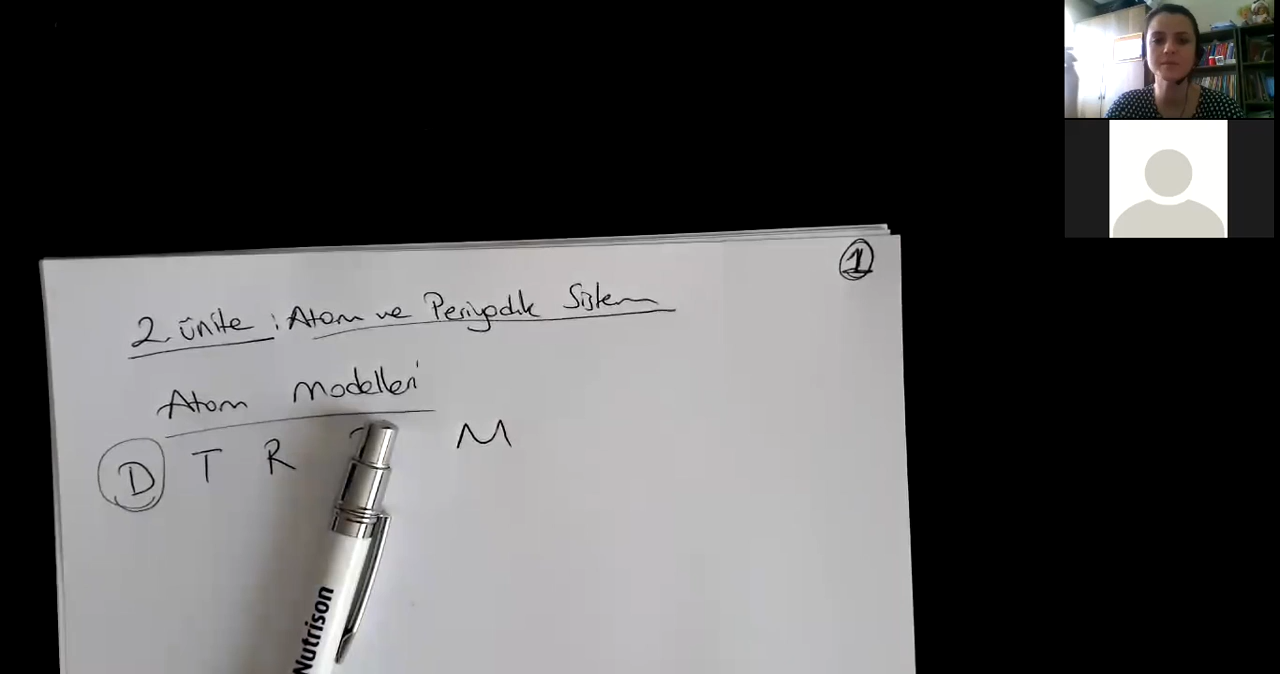 1
2. ünite : Atom ve Periyodik Sistem
Atom Modelleri
D T R M
Nutrison